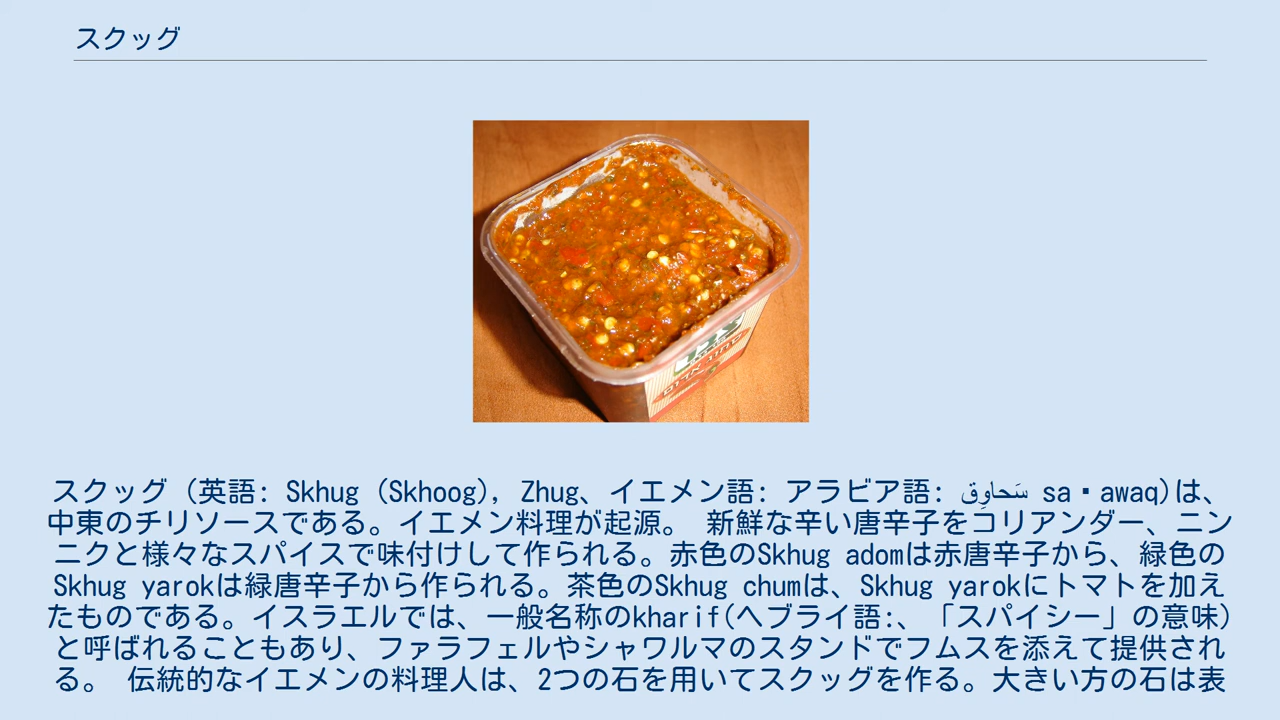 スクッグ
スクッグ (英語: Skhug (Skhoog), Zhug、イエメン語: アラビア語: سَحاوِق sa awaq)は、
中東のチリソースである。イエメン料理が起源。 新鮮な辛い唐辛子をコリアンダー、ニン
ニクと様々なスパイスで味付けして作られる。赤色のSkhug adomは赤唐辛子から、緑色の
Skhug yarokは緑唐辛子から作られる。茶色のSkhug chumは、Skhug yarokにトマトを加え
たものである。イスラエルでは、一般名称のkharif(ヘブライ語:、「スパイシー」の意味)
と呼ばれることもあり、ファラフェルやシャワルマのスタンドでフムスを添えて提供され
る。 伝統的なイエメンの料理人は、2つの石を用いてスクッグを作る。大きい方の石は表